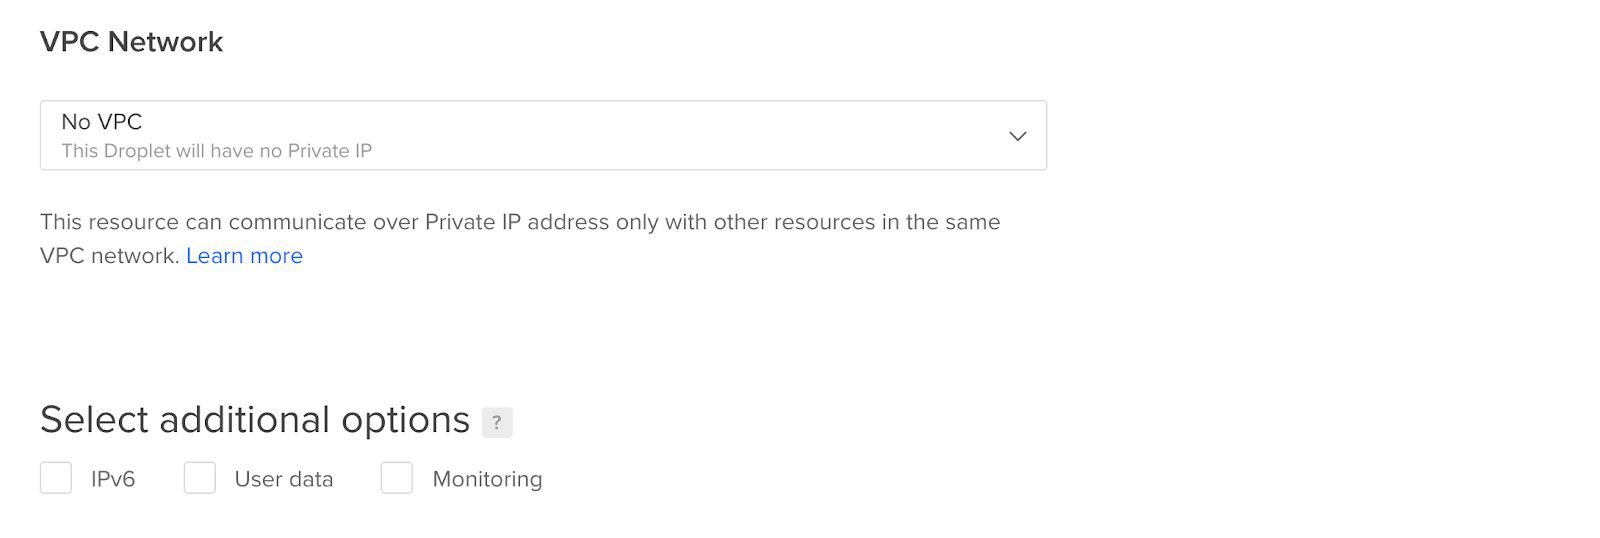 VPC Network
No VPC
This Droplet will have no Private IP
This resource can communicate over Private IP address only with other resources in the same
VPC network. Learn more
Select additional options ?
IPv6 User data Monitoring